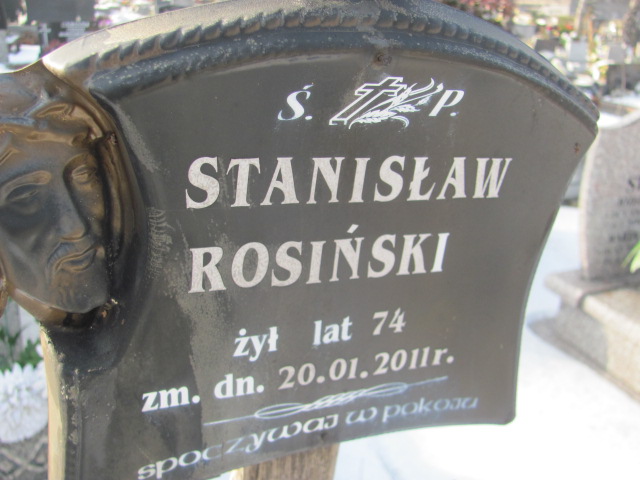 Ś. P.
STANISŁAW
ROSIŃSKI
żył lat 74
zm. dn. 20.01.2011r.
spoczywaj w pokoju